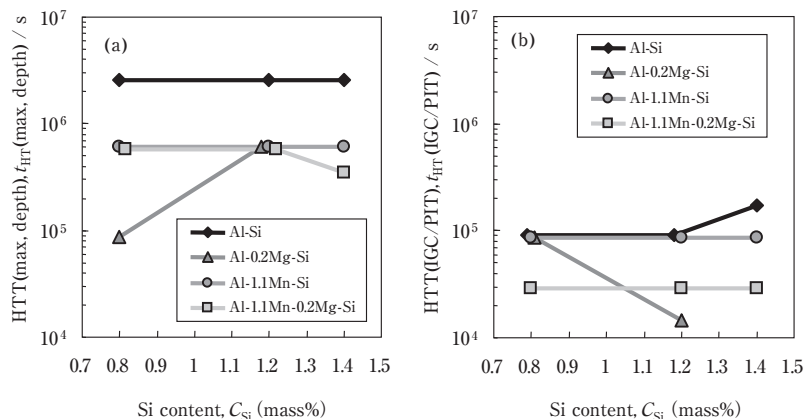 HTT(max, depth), t_HT(max, depth) / s
10^7
10^6
10^5
10^4
(a)
Al-Si
Al-0.2Mg-Si
Al-1.1Mn-Si
Al-1.1Mn-0.2Mg-Si
0.7 0.8 0.9 1 1.1 1.2 1.3 1.4 1.5
Si content, C_Si (mass%)
HTT(IGC/PIT), t_HT(IGC/PIT) / s
10^7
10^6
10^5
10^4
(b)
Al-Si
Al-0.2Mg-Si
Al-1.1Mn-Si
Al-1.1Mn-0.2Mg-Si
0.7 0.8 0.9 1 1.1 1.2 1.3 1.4 1.5
Si content, C_Si (mass%)